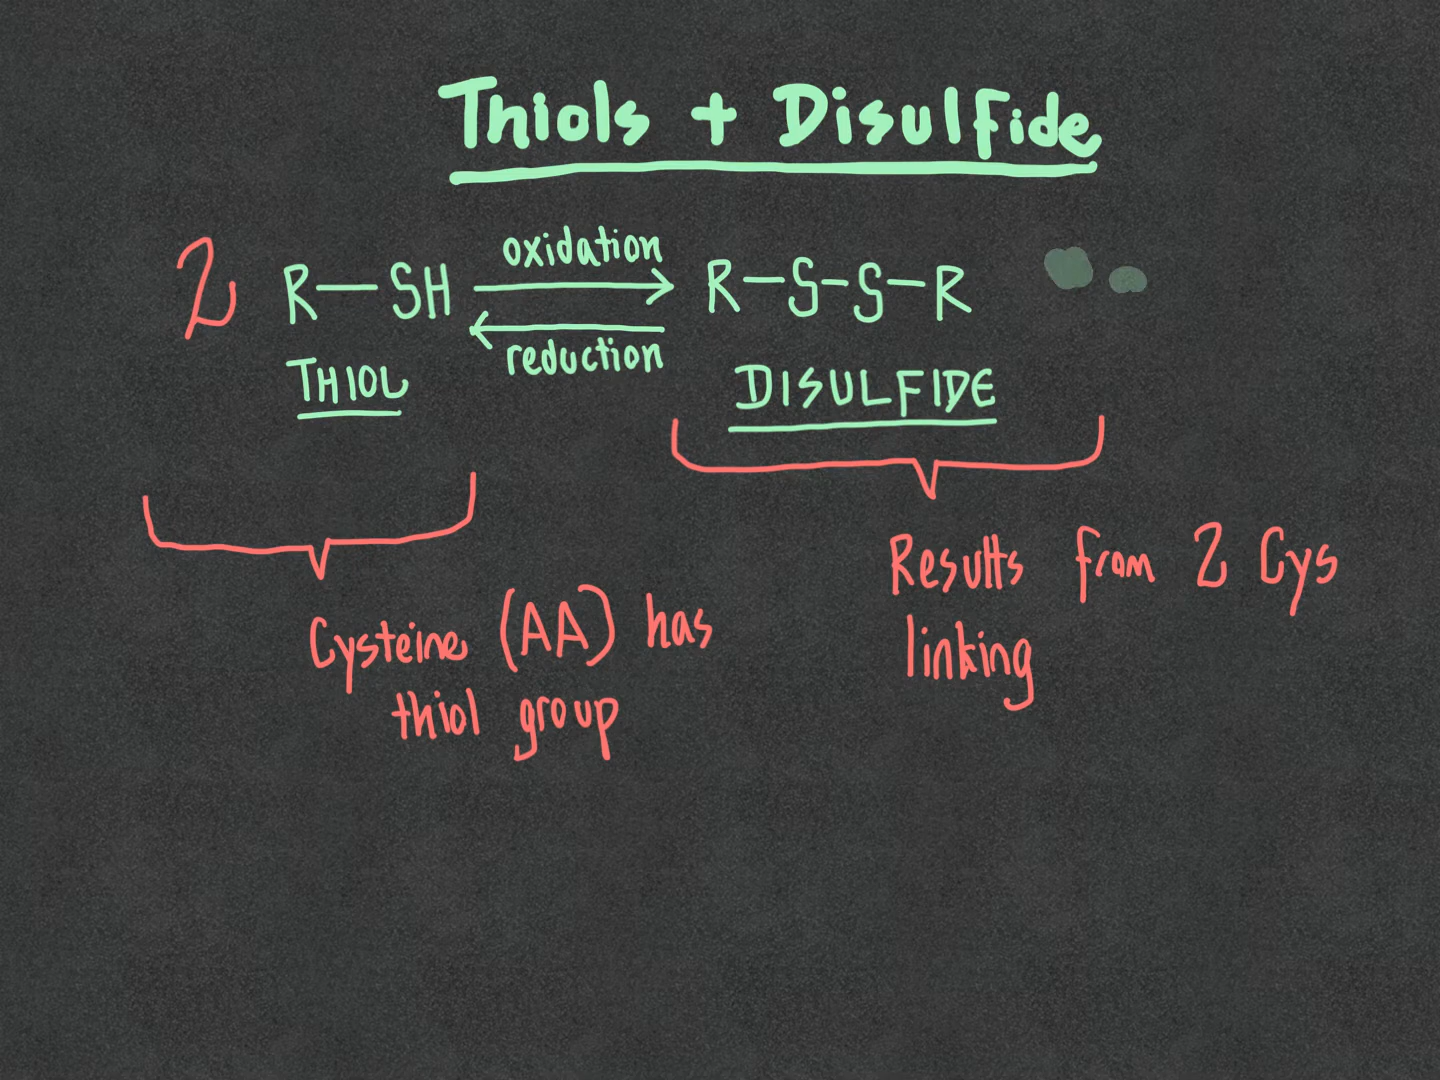 Thiols + Disulfide
2 R—SH oxidation R—S—S—R
reduction
THIOL
DISULFIDE
Results from 2 Cys
linking
Cysteine (AA) has
thiol group